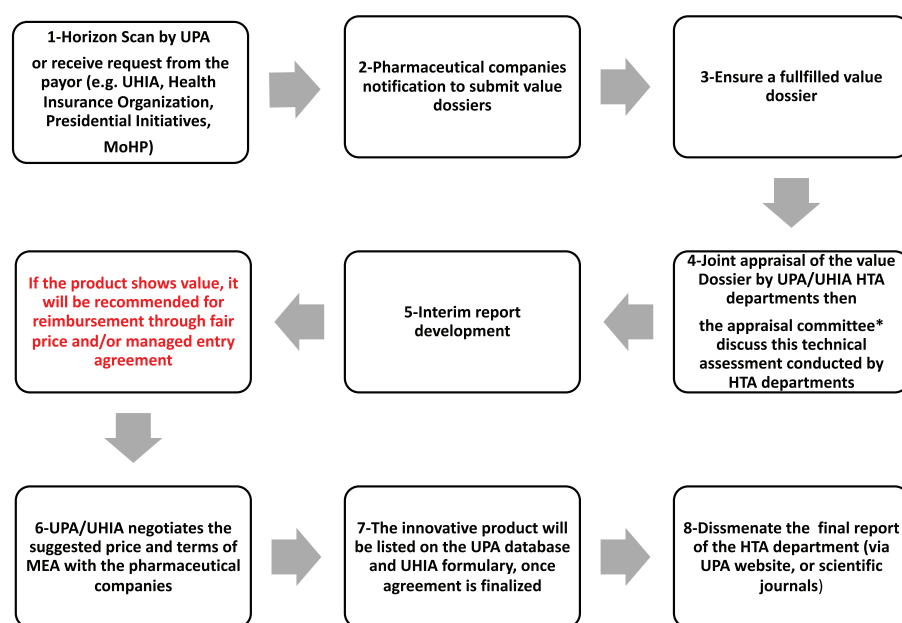 1-Horizon Scan by UPA
or receive request from the
payor (e.g. UHIA, Health
Insurance Organization,
Presidential Initiatives,
MoHP)
2-Pharmaceutical companies
notification to submit value
dossiers
3-Ensure a fullfilled value
dossier
4-Joint appraisal of the value
Dossier by UPA/UHIA HTA
departments then
the appraisal committee*
discuss this technical
assessment conducted by
HTA departments
5-Interim report
development
If the product shows value, it
will be recommended for
reimbursement through fair
price and/or managed entry
agreement
6-UPA/UHIA negotiates the
suggested price and terms of
MEA with the pharmaceutical
companies
7-The innovative product will
be listed on the UPA database
and UHIA formulary, once
agreement is finalized
8-Dissmenate the final report
of the HTA department (via
UPA website, or scientific
journals)